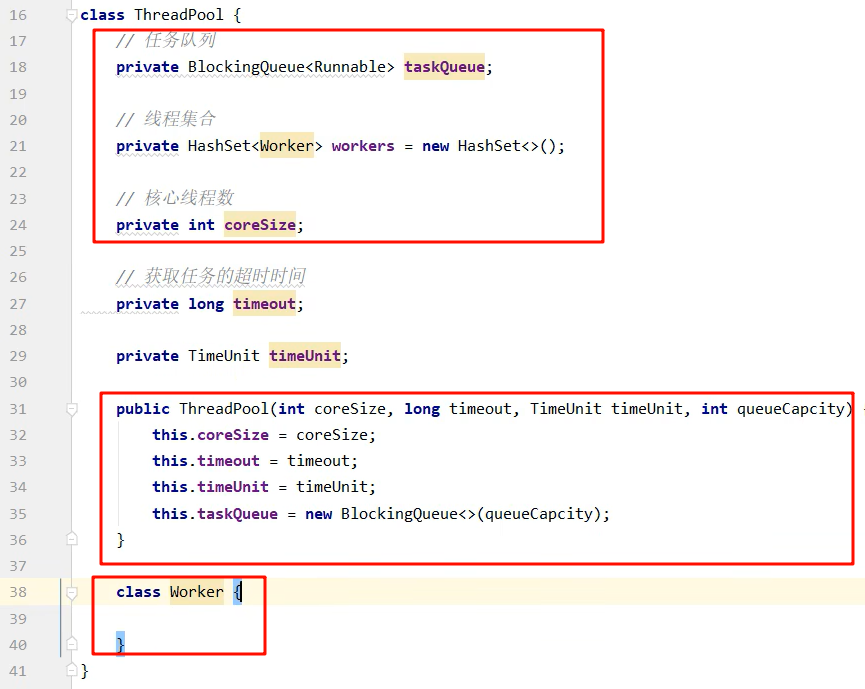 16 class ThreadPool {
17 // 任务队列
18 private BlockingQueue<Runnable> taskQueue;
19
20 // 线程集合
21 private HashSet<Worker> workers = new HashSet<>();
22
23 // 核心线程数
24 private int coreSize;
25
26 // 获取任务的超时时间
27 private long timeout;
28
29 private TimeUnit timeUnit;
30
31 public ThreadPool(int coreSize, long timeout, TimeUnit timeUnit, int queueCapcity) {
32 this.coreSize = coreSize;
33 this.timeout = timeout;
34 this.timeUnit = timeUnit;
35 this.taskQueue = new BlockingQueue<>(queueCapcity);
36 }
37
38 class Worker {
39
40 }
41 }